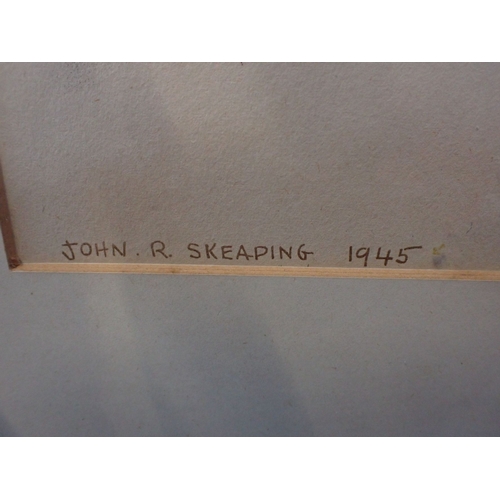 JOHN. R. SKEAPING 1945